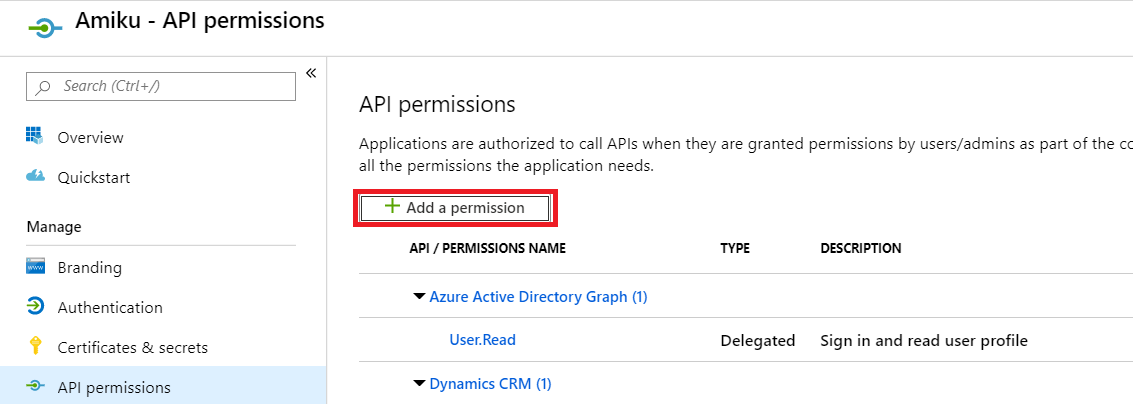 Amiku - API permissions
Search (Ctrl+/)
«
Overview
Quickstart
Manage
Branding
Authentication
Certificates & secrets
API permissions
API permissions
Applications are authorized to call APIs when they are granted permissions by users/admins as part of the co
all the permissions the application needs.
+ Add a permission
API / PERMISSIONS NAME TYPE DESCRIPTION
Azure Active Directory Graph (1)
User.Read Delegated Sign in and read user profile
Dynamics CRM (1)